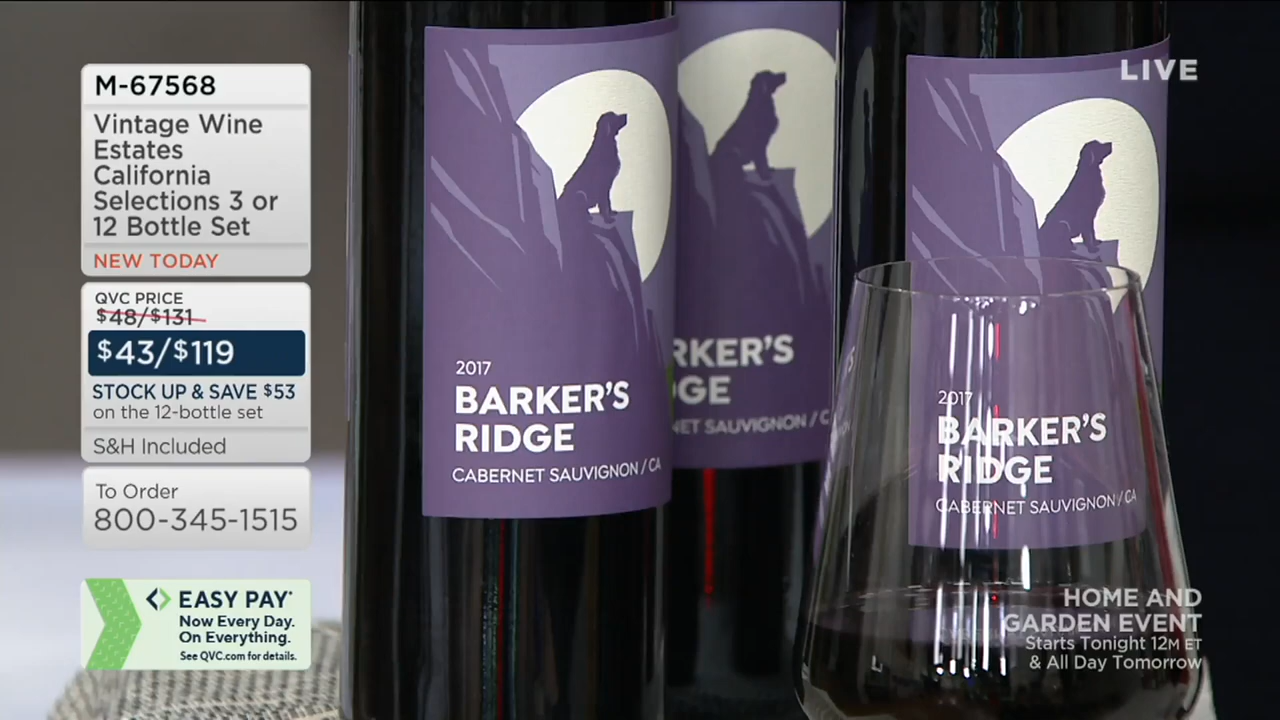 M-67568
Vintage Wine
Estates
California
Selections 3 or
12 Bottle Set
NEW TODAY
QVC PRICE
$48/$131
$43/$119
STOCK UP & SAVE $53
on the 12-bottle set
S&H Included
To Order
800-345-1515
EASY PAY*
Now Every Day.
On Everything.
See QVC.com for details.
2017
BARKER'S
RIDGE
CABERNET SAUVIGNON / CA
RKER'S
DGE
NET SAUVIGNON / C
2017
BARKER'S
RIDGE
CABERNET SAUVIGNON / CA
LIVE
HOME AND
GARDEN EVENT
Starts Tonight 12M ET
& All Day Tomorrow